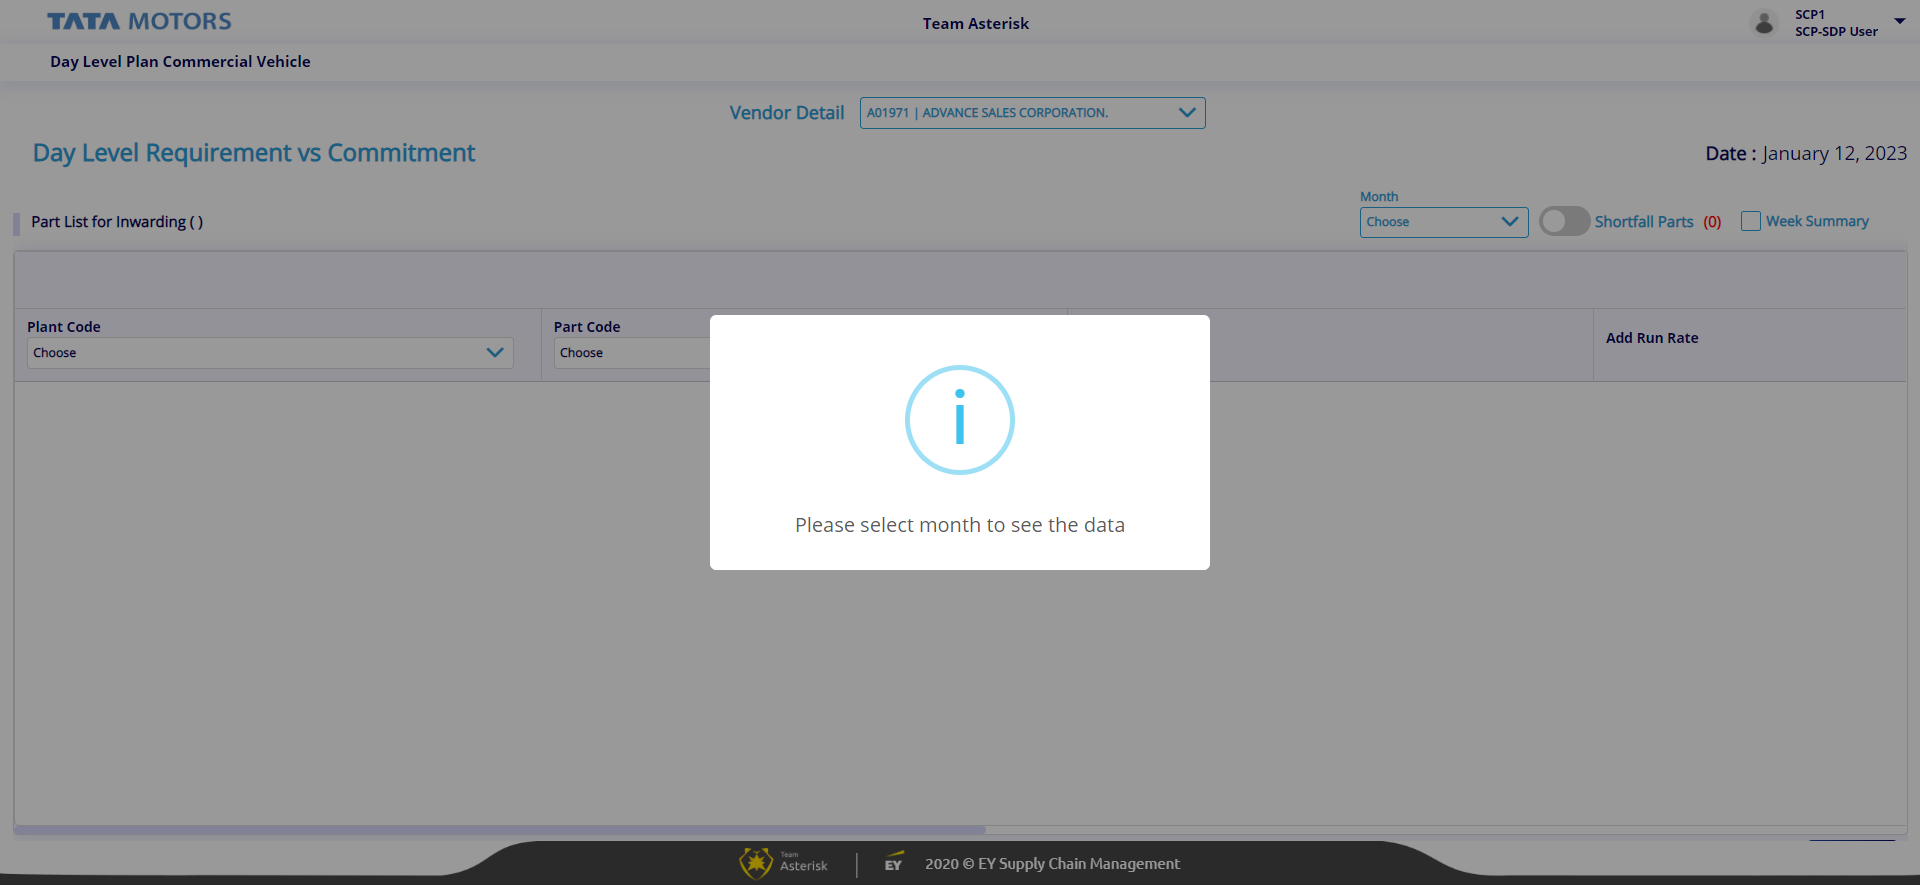 TATA MOTORS
Team Asterisk
SCP1
SCP-SDP User
Day Level Plan Commercial Vehicle
Vendor Detail
A01971 | ADVANCE SALES CORPORATION.
Day Level Requirement vs Commitment
Date : January 12, 2023
Part List for Inwarding ( )
Month
Choose
Shortfall Parts (0)
Week Summary
Plant Code
Choose
Part Code
Choose
Add Run Rate
i
Please select month to see the data
Team
Asterisk
EY
2020 © EY Supply Chain Management